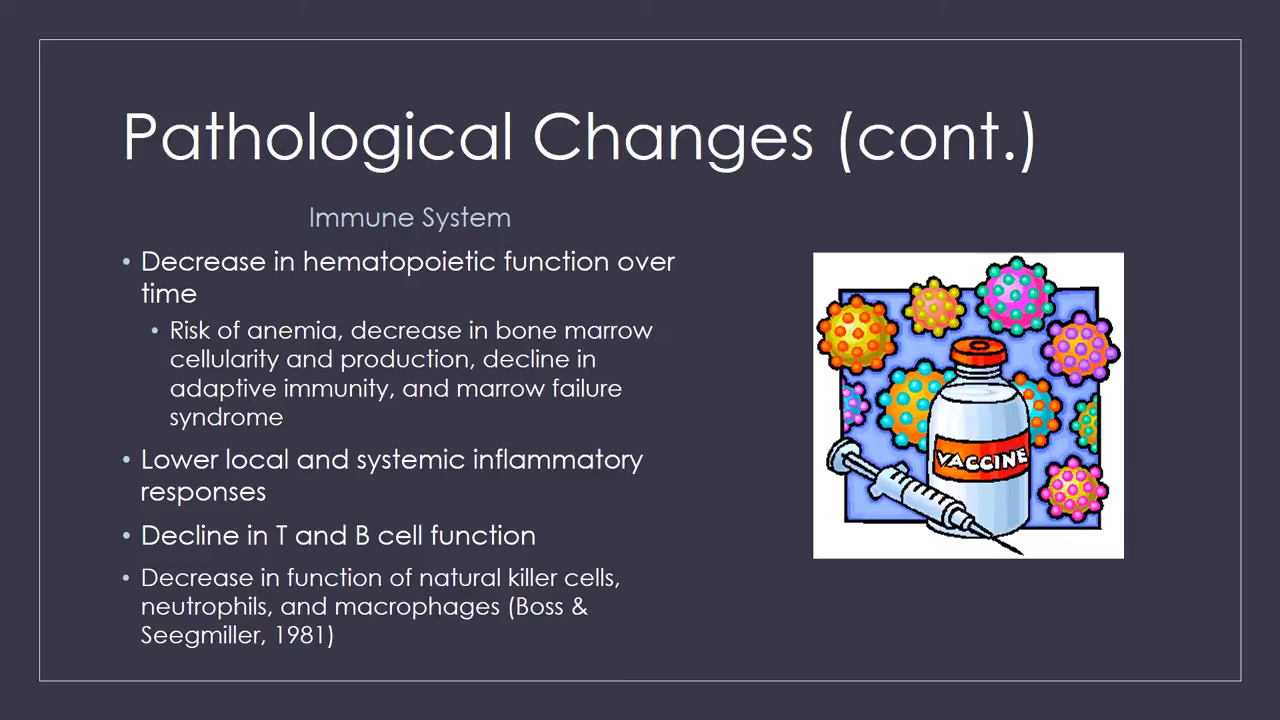 Pathological Changes (cont.)
Immune System
• Decrease in hematopoietic function over
time
• Risk of anemia, decrease in bone marrow
cellularity and production, decline in
adaptive immunity, and marrow failure
syndrome
• Lower local and systemic inflammatory
responses
• Decline in T and B cell function
• Decrease in function of natural killer cells,
neutrophils, and macrophages (Boss &
Seegmiller, 1981)
VACCINE